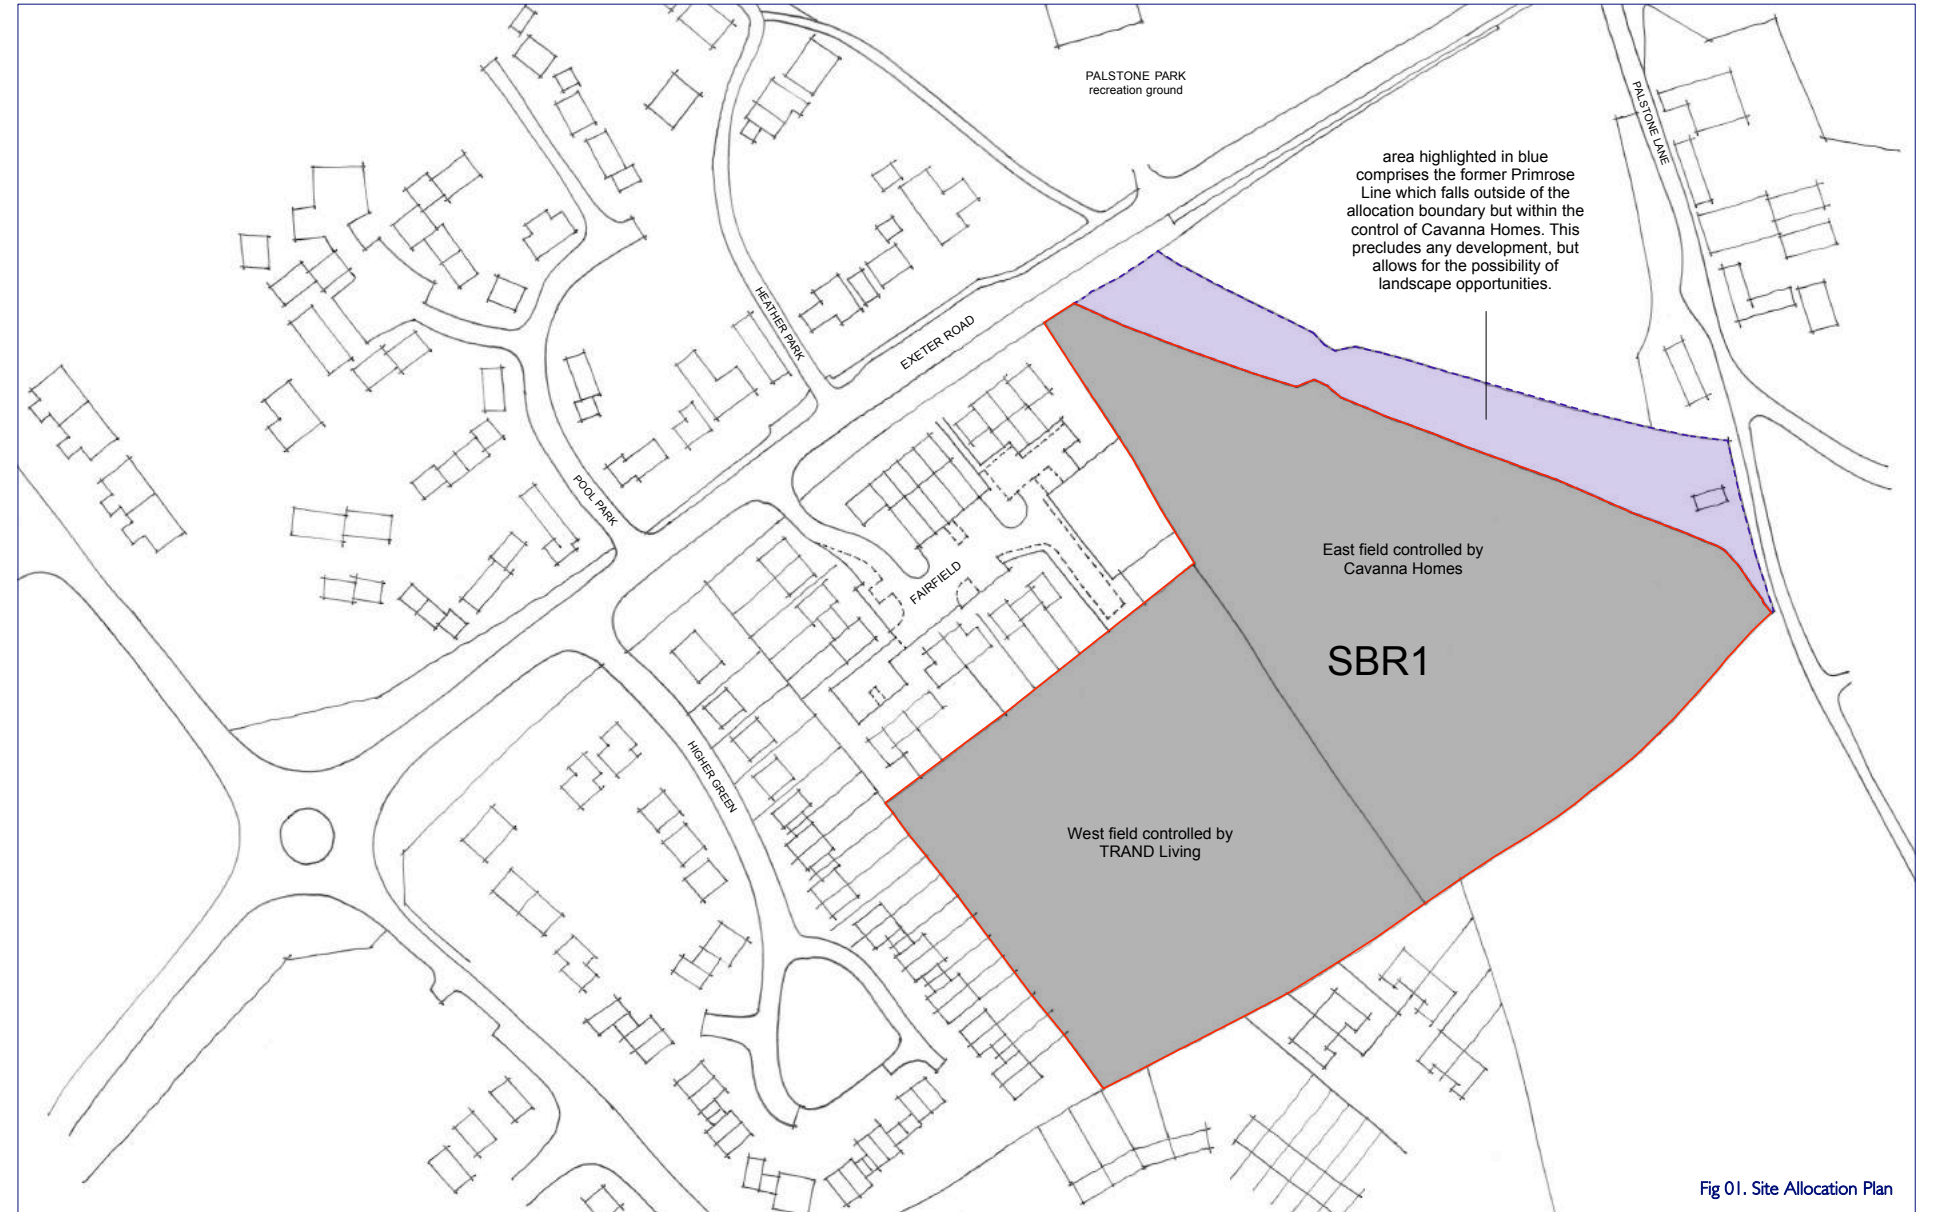 PALSTONE PARK
recreation ground
PALSTONE LANE
area highlighted in blue
comprises the former Primrose
Line which falls outside of the
allocation boundary but within the
control of Cavanna Homes. This
precludes any development, but
allows for the possibility of
landscape opportunities.
HEATHER PARK
EXETER ROAD
POOL PARK
FAIRFIELD
East field controlled by
Cavanna Homes
SBR1
HIGHER GREEN
West field controlled by
TRAND Living
Fig 01. Site Allocation Plan